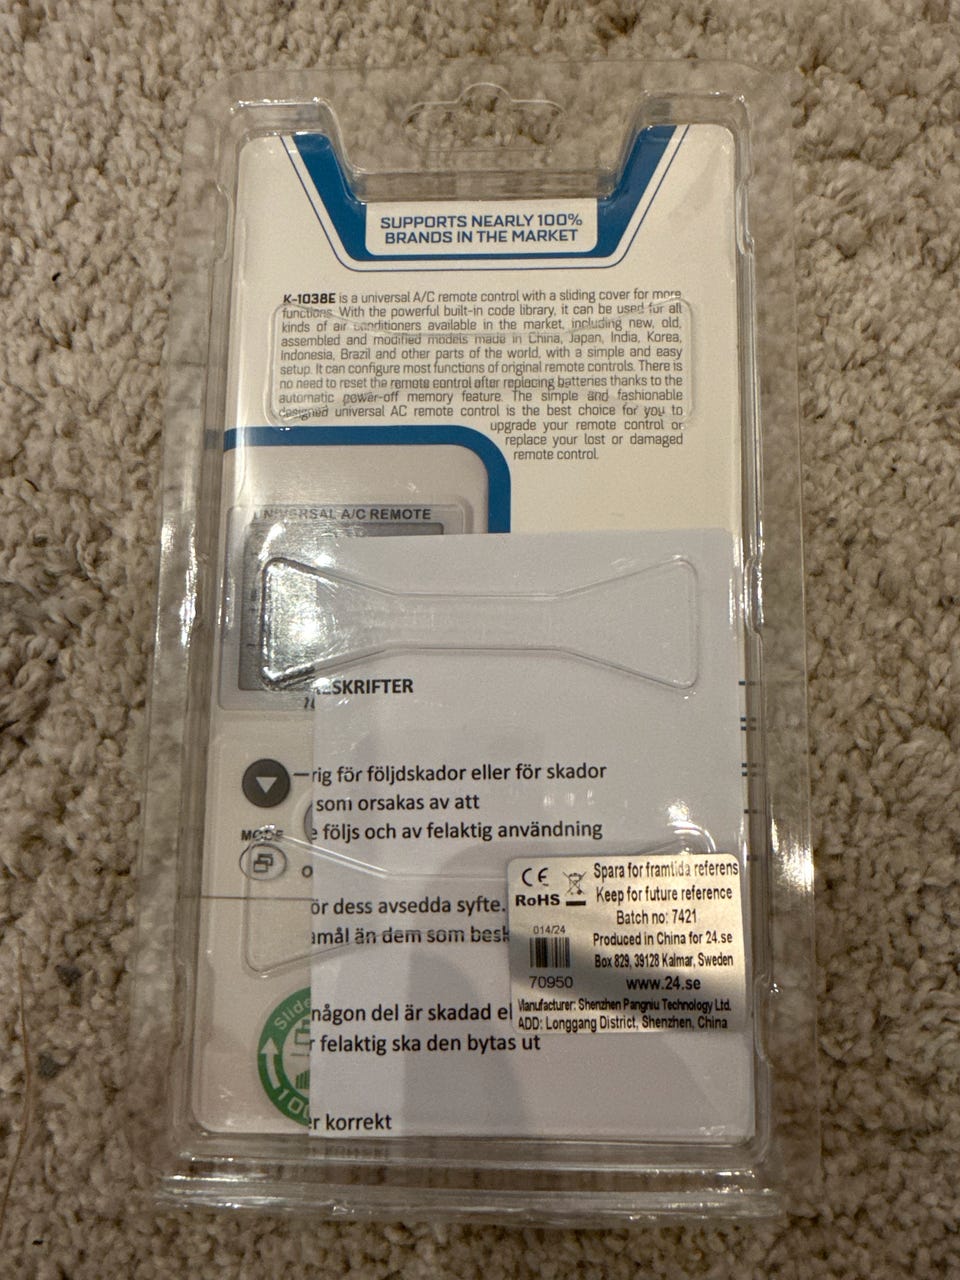 SUPPORTS NEARLY 100%
BRANDS IN THE MARKET
K-1038E is a universal A/C remote control with a sliding cover for more
functions. With the powerful built-in code library, it can be used for all
kinds of air conditioners available in the market, including new, old,
assembled and modified models made in China, Japan, India, Korea,
Indonesia, Brazil and other parts of the world, with a simple and easy
setup. It can configure most functions of original remote controls. There is
no need to reset the remote control after replacing batteries thanks to the
automatic power-off memory feature. The simple and fashionable
designed universal AC remote control is the best choice for you to
upgrade your remote control or
replace your lost or damaged
remote control.
UNIVERSAL A/C REMOTE
ESKRIFTER
rig för följdskador eller för skador
som orsakas av att
MODE
e följs och av felaktig användning
ör dess avsedda syfte.
amål än dem som besk
någon del är skadad el
r felaktig ska den bytas ut
er korrekt
Slide
100
CE
RoHS
014/24
70950
Spara for framtida referens
Keep for future reference
Batch no: 7421
Produced in China for 24.se
Box 829, 39128 Kalmar, Sweden
www.24.se
Manufacturer: Shenzhen Pangniu Technology Ltd.
ADD: Longgang District, Shenzhen, China